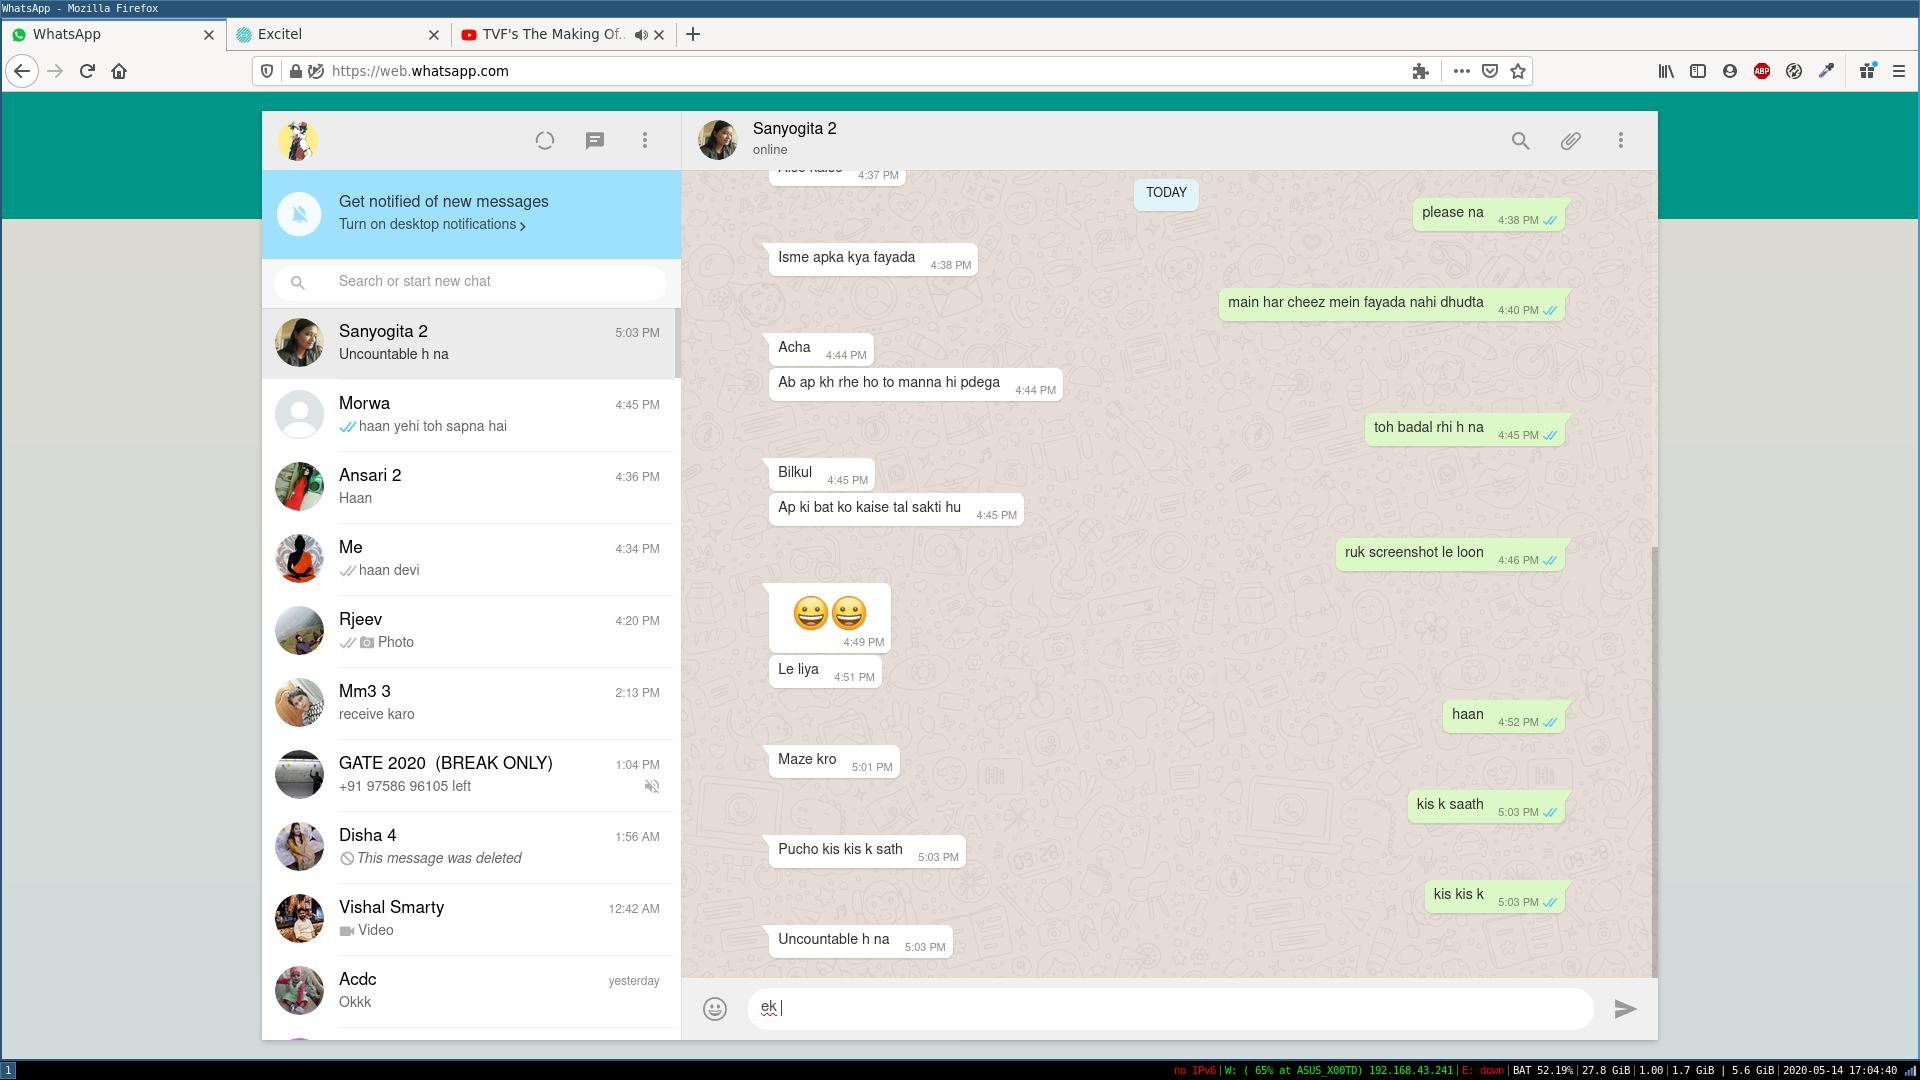 WhatsApp - Mozilla Firefox
WhatsApp
Excitel
TVF's The Making Of..
https://web.whatsapp.com
ABP
Get notified of new messages
Turn on desktop notifications
Search or start new chat
Sanyogita 2
5:03 PM
Uncountable h na
Morwa
4:45 PM
haan yehi toh sapna hai
Ansari 2
4:36 PM
Haan
Me
4:34 PM
haan devi
Rjeev
4:20 PM
Photo
Mm3 3
2:13 PM
receive karo
GATE 2020 (BREAK ONLY)
1:04 PM
+91 97586 96105 left
Disha 4
1:56 AM
This message was deleted
Vishal Smarty
12:42 AM
Video
Acdc
yesterday
Okkk
Sanyogita 2
online
4:37 PM
TODAY
please na 4:38 PM
Isme apka kya fayada 4:38 PM
main har cheez mein fayada nahi dhudta 4:40 PM
Acha 4:44 PM
Ab ap kh rhe ho to manna hi pdega 4:44 PM
toh badal rhi h na 4:45 PM
Bilkul 4:45 PM
Ap ki bat ko kaise tal sakti hu 4:45 PM
ruk screenshot le loon 4:46 PM
😀😀
4:49 PM
Le liya 4:51 PM
haan 4:52 PM
Maze kro 5:01 PM
kis k saath 5:03 PM
Pucho kis kis k sath 5:03 PM
kis kis k 5:03 PM
Uncountable h na 5:03 PM
ek
1
no IPv6|W: ( 65% at ASUS_X00TD) 192.168.43.241|E: down|BAT 52.19%|27.8 GiB|1.00|1.7 GiB | 5.6 GiB|2020-05-14 17:04:40